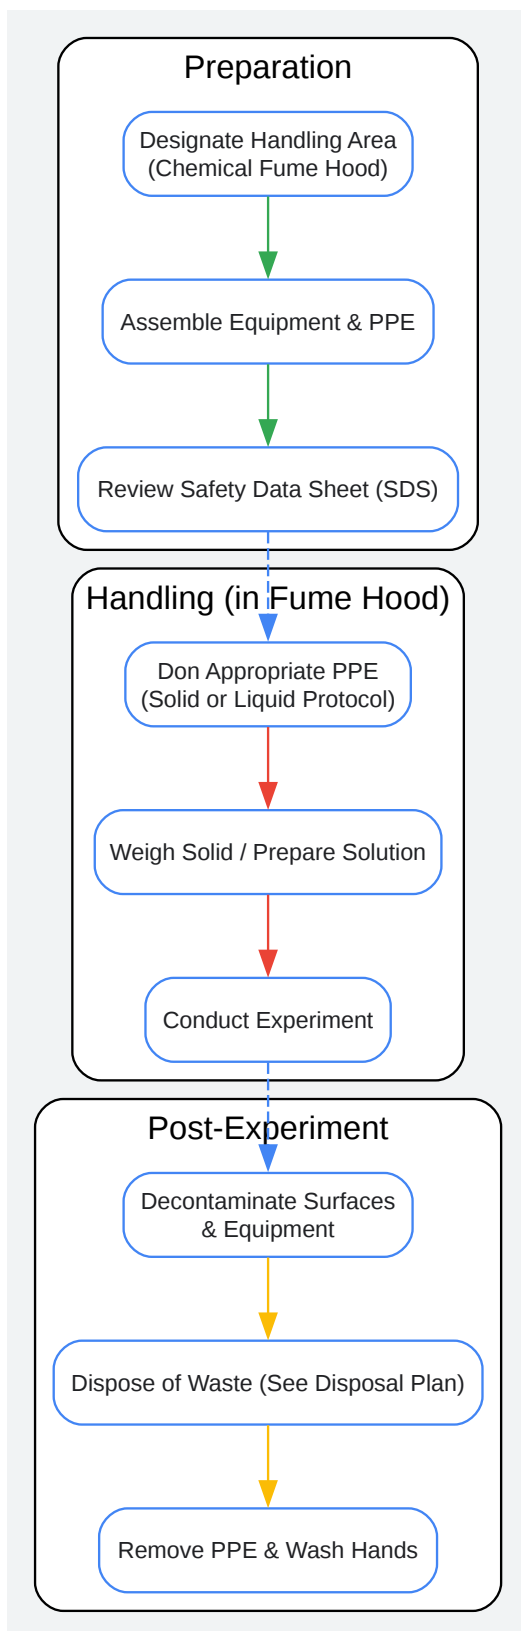 Preparation
Designate Handling Area
(Chemical Fume Hood)
Assemble Equipment & PPE
Review Safety Data Sheet (SDS)
Handling (in Fume Hood)
Don Appropriate PPE
(Solid or Liquid Protocol)
Weigh Solid / Prepare Solution
Conduct Experiment
Post-Experiment
Decontaminate Surfaces
& Equipment
Dispose of Waste (See Disposal Plan)
Remove PPE & Wash Hands